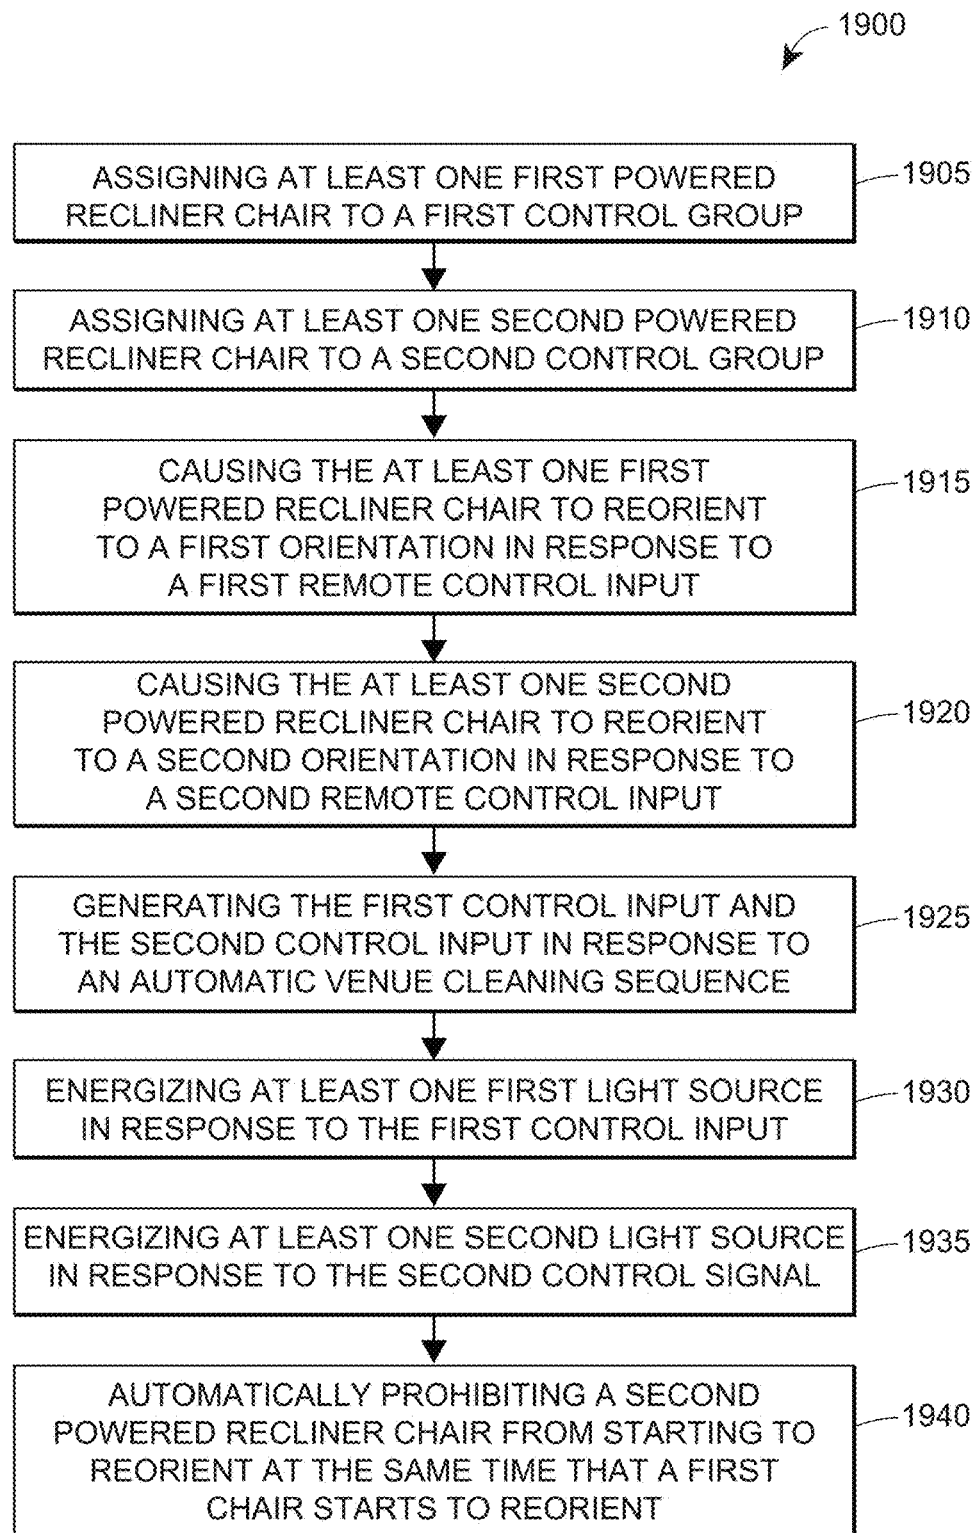 1900
ASSIGNING AT LEAST ONE FIRST POWERED
RECLINER CHAIR TO A FIRST CONTROL GROUP
1905
ASSIGNING AT LEAST ONE SECOND POWERED
RECLINER CHAIR TO A SECOND CONTROL GROUP
1910
CAUSING THE AT LEAST ONE FIRST
POWERED RECLINER CHAIR TO REORIENT
TO A FIRST ORIENTATION IN RESPONSE TO
A FIRST REMOTE CONTROL INPUT
1915
CAUSING THE AT LEAST ONE SECOND
POWERED RECLINER CHAIR TO REORIENT
TO A SECOND ORIENTATION IN RESPONSE TO
A SECOND REMOTE CONTROL INPUT
1920
GENERATING THE FIRST CONTROL INPUT AND
THE SECOND CONTROL INPUT IN RESPONSE TO
AN AUTOMATIC VENUE CLEANING SEQUENCE
1925
ENERGIZING AT LEAST ONE FIRST LIGHT SOURCE
IN RESPONSE TO THE FIRST CONTROL INPUT
1930
ENERGIZING AT LEAST ONE SECOND LIGHT SOURCE
IN RESPONSE TO THE SECOND CONTROL SIGNAL
1935
AUTOMATICALLY PROHIBITING A SECOND
POWERED RECLINER CHAIR FROM STARTING TO
REORIENT AT THE SAME TIME THAT A FIRST
CHAIR STARTS TO REORIENT
1940